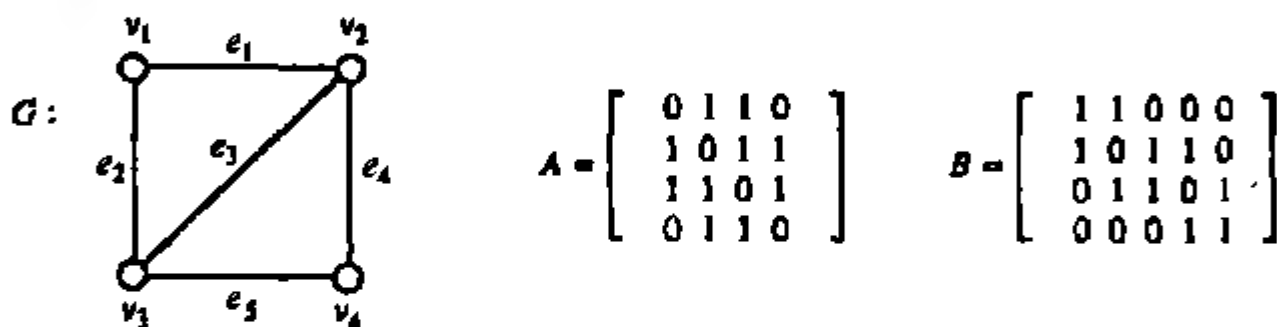 v₁ e₁ v₂
G :
e₂ e₃ e₄
v₃ e₅ v₄
A = [ 0 1 1 0
1 0 1 1
1 1 0 1
0 1 1 0 ]
B = [ 1 1 0 0 0
1 0 1 1 0
0 1 1 0 1
0 0 0 1 1 ]